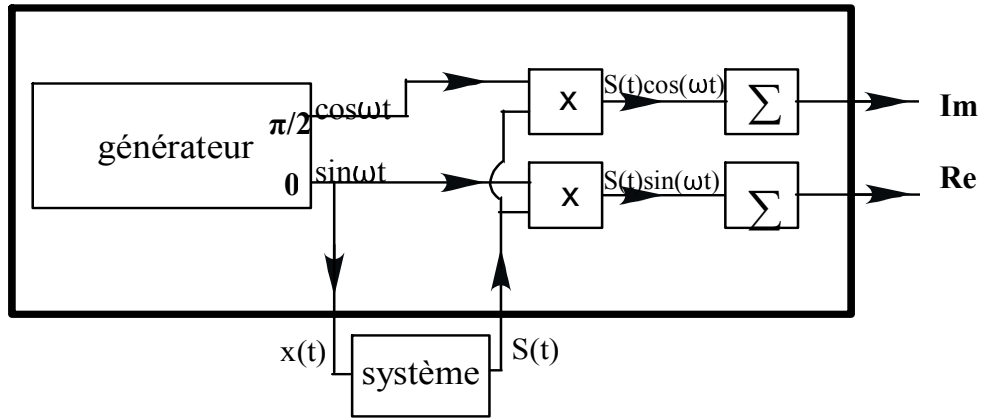 générateur
π/2
cosωt
0
sinωt
x
S(t)cos(ωt)
∑
Im
x
S(t)sin(ωt)
∑
Re
x(t)
système
S(t)